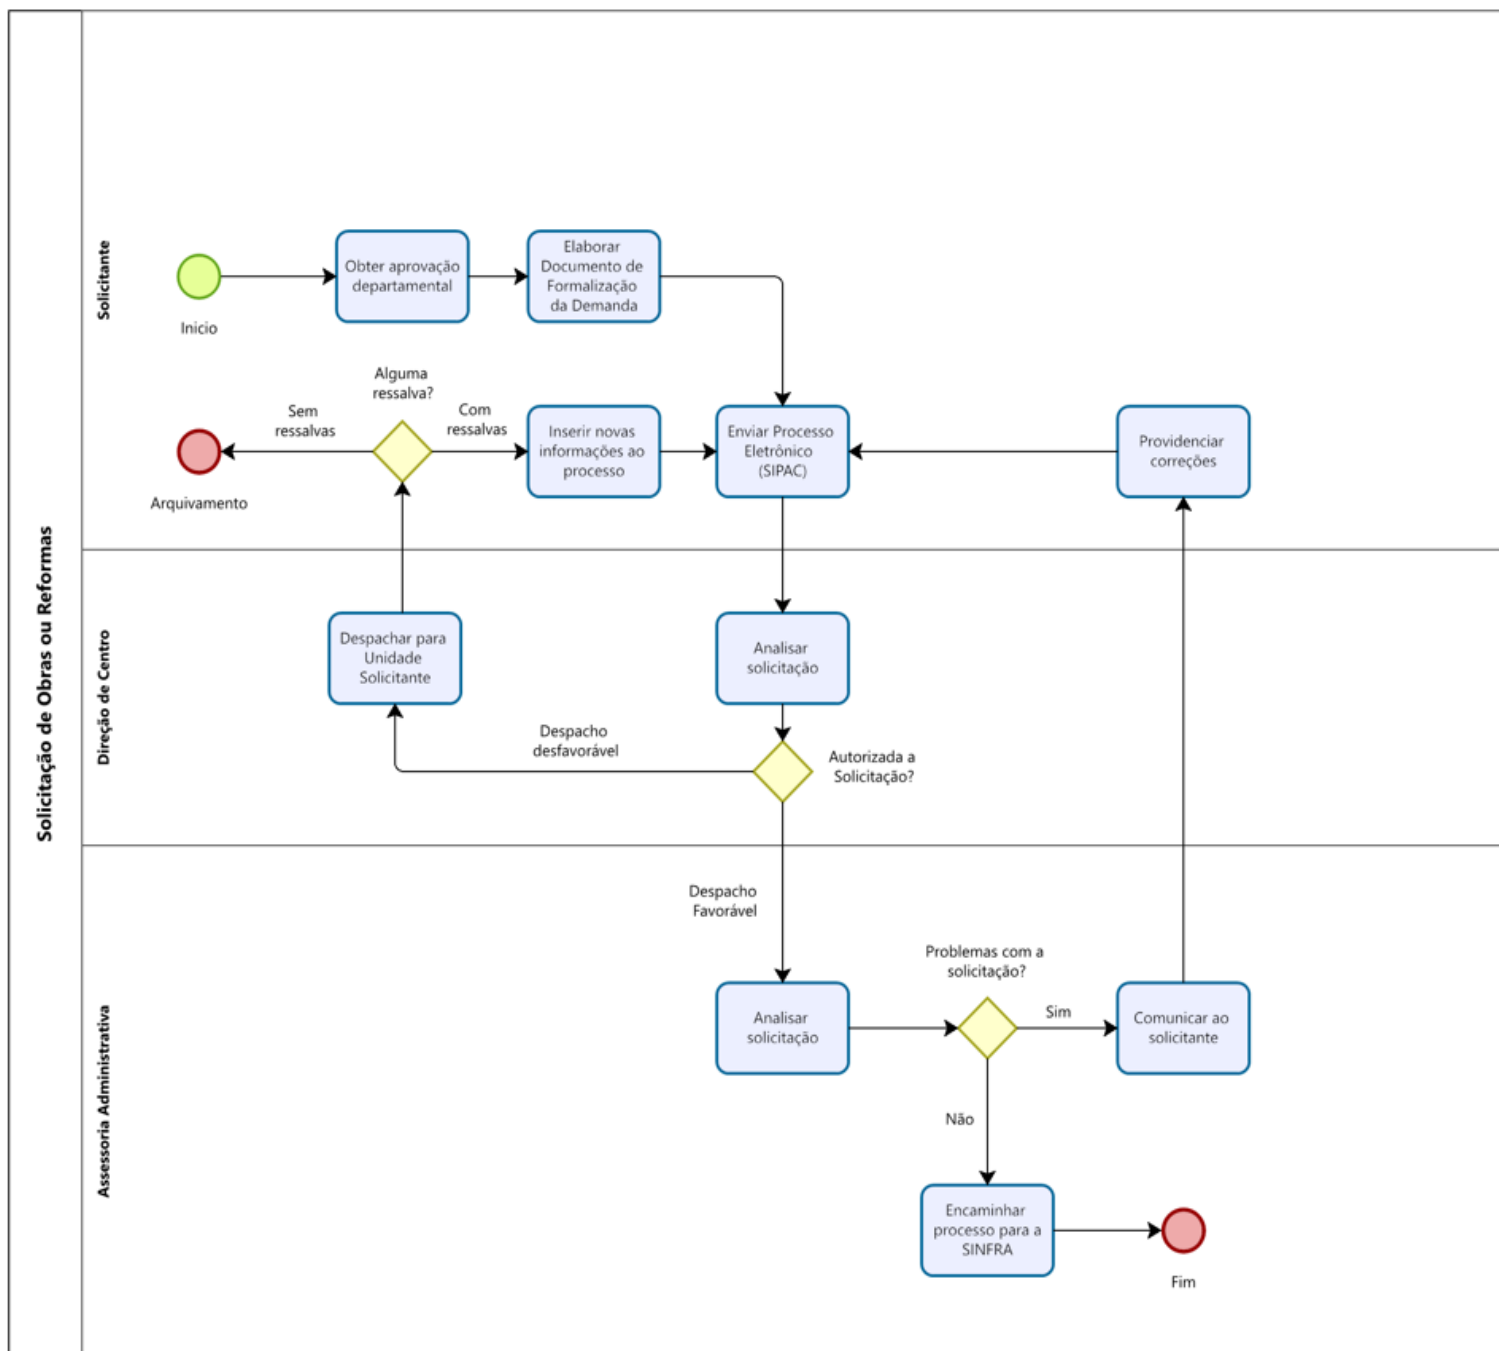 Solicitação de Obras ou Reformas
Solicitante
Inicio
Obter aprovação
departamental
Elaborar
Documento de
Formalização
da Demanda
Alguma
ressalva?
Sem
ressalvas
Com
ressalvas
Arquivamento
Inserir novas
informações ao
processo
Enviar Processo
Eletrônico
(SIPAC)
Providenciar
correções
Direção de Centro
Despachar para
Unidade
Solicitante
Analisar
solicitação
Despacho
desfavorável
Autorizada a
Solicitação?
Assessoria Administrativa
Despacho
Favorável
Analisar
solicitação
Problemas com a
solicitação?
Sim
Comunicar ao
solicitante
Não
Encaminhar
processo para a
SINFRA
Fim